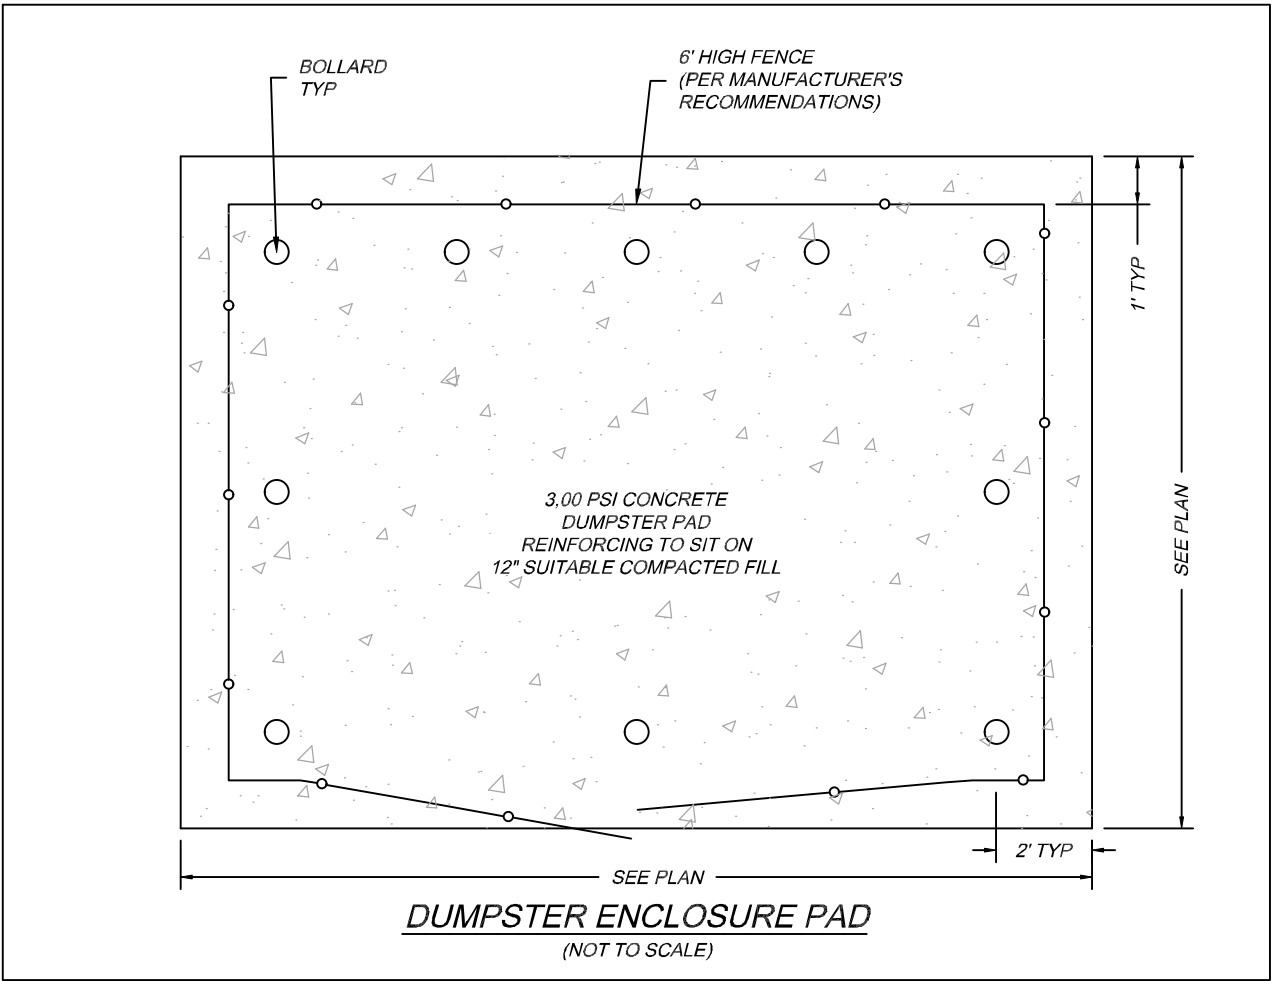 BOLLARD
TYP
6' HIGH FENCE
(PER MANUFACTURER'S
RECOMMENDATIONS)
1' TYP
SEE PLAN
3,00 PSI CONCRETE
DUMPSTER PAD
REINFORCING TO SIT ON
12" SUITABLE COMPACTED FILL
2' TYP
SEE PLAN
DUMPSTER ENCLOSURE PAD
(NOT TO SCALE)